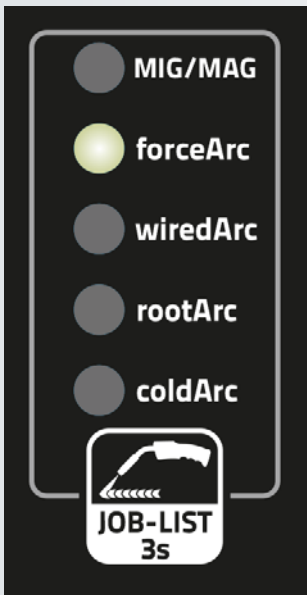 MIG/MAG
forceArc
wiredArc
rootArc
coldArc
JOB-LIST
3s